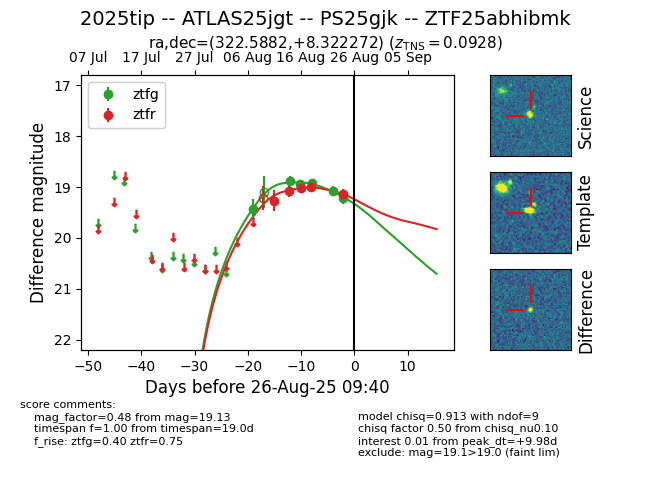 2025tip -- ATLAS25jgt -- PS25gjk -- ZTF25abhibmk
ra,dec=(322.5882,+8.322272) (z_TNS = 0.0928)
07 Jul 17 Jul 27 Jul 06 Aug 16 Aug 26 Aug 05 Sep
ztfg
ztfr
17
18
19
20
21
22
Difference magnitude
−50 −40 −30 −20 −10 0 10
Days before 26-Aug-25 09:40
Science
Template
Difference
score comments:
mag_factor=0.48 from mag=19.13
timespan f=1.00 from timespan=19.0d
f_rise: ztfg=0.40 ztfr=0.75
model chisq=0.913 with ndof=9
chisq factor 0.50 from chisq_nu0.10
interest 0.01 from peak_dt=+9.98d
exclude: mag=19.1>19.0 (faint lim)